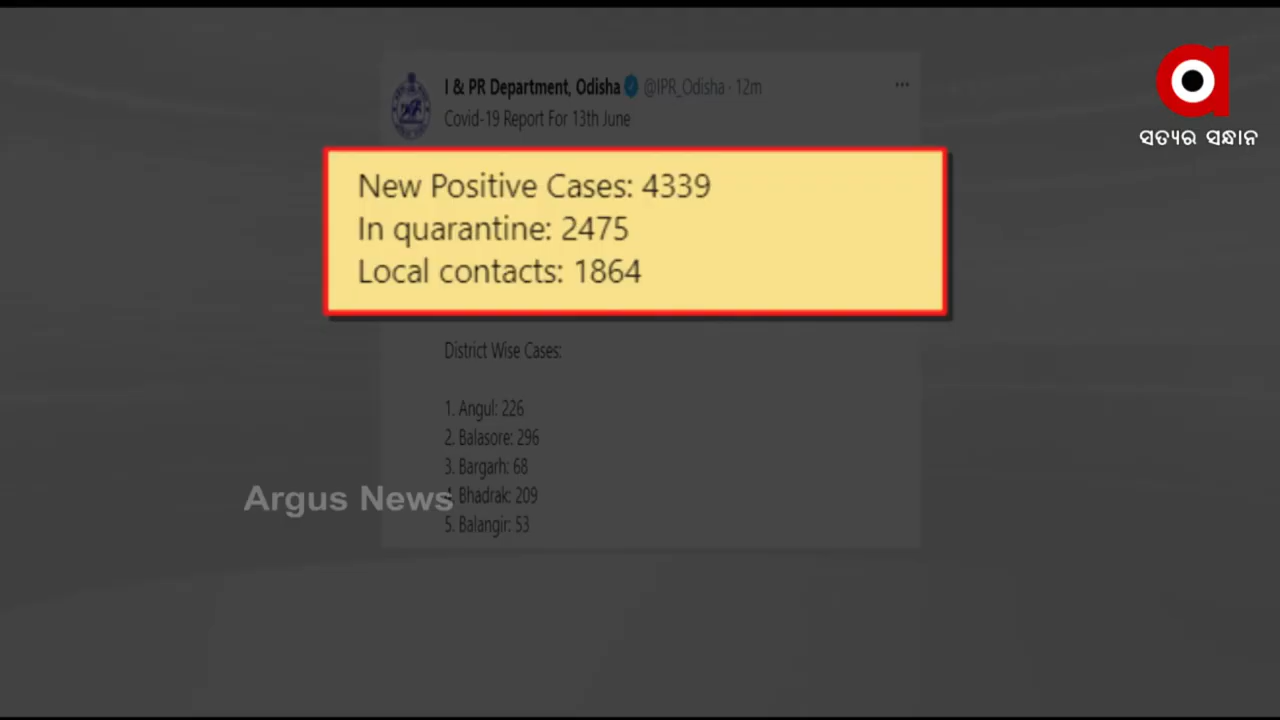 I & PR Department, Odisha @IPR_Odisha · 12m ...
Covid-19 Report For 13th June
ସତ୍ୟର ସନ୍ଧାନ
New Positive Cases: 4339
In quarantine: 2475
Local contacts: 1864
District Wise Cases:
1. Angul: 226
2. Balasore: 296
3. Bargarh: 68
4. Bhadrak: 209
Argus News
5. Balangir: 53